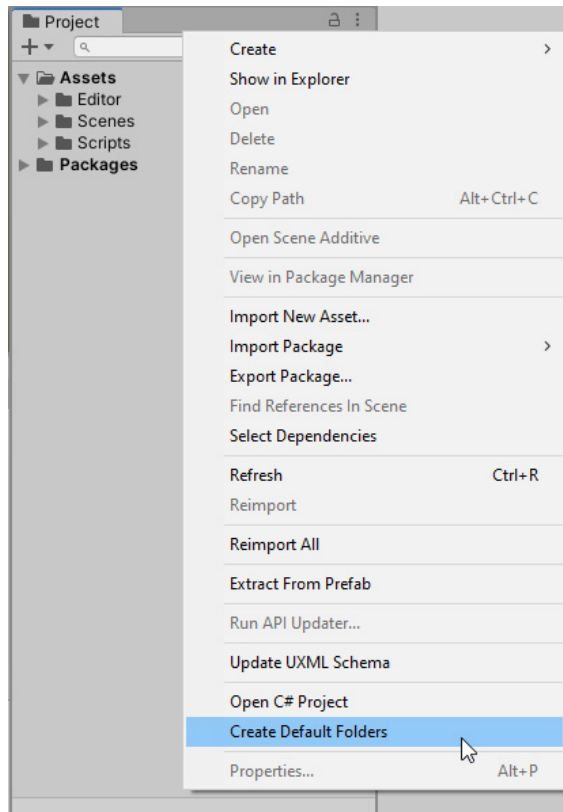 Project
Assets
Editor
Scenes
Scripts
Packages
Create
Show in Explorer
Open
Delete
Rename
Copy Path Alt+Ctrl+C
Open Scene Additive
View in Package Manager
Import New Asset...
Import Package
Export Package...
Find References In Scene
Select Dependencies
Refresh Ctrl+R
Reimport
Reimport All
Extract From Prefab
Run API Updater...
Update UXML Schema
Open C# Project
Create Default Folders
Properties... Alt+P